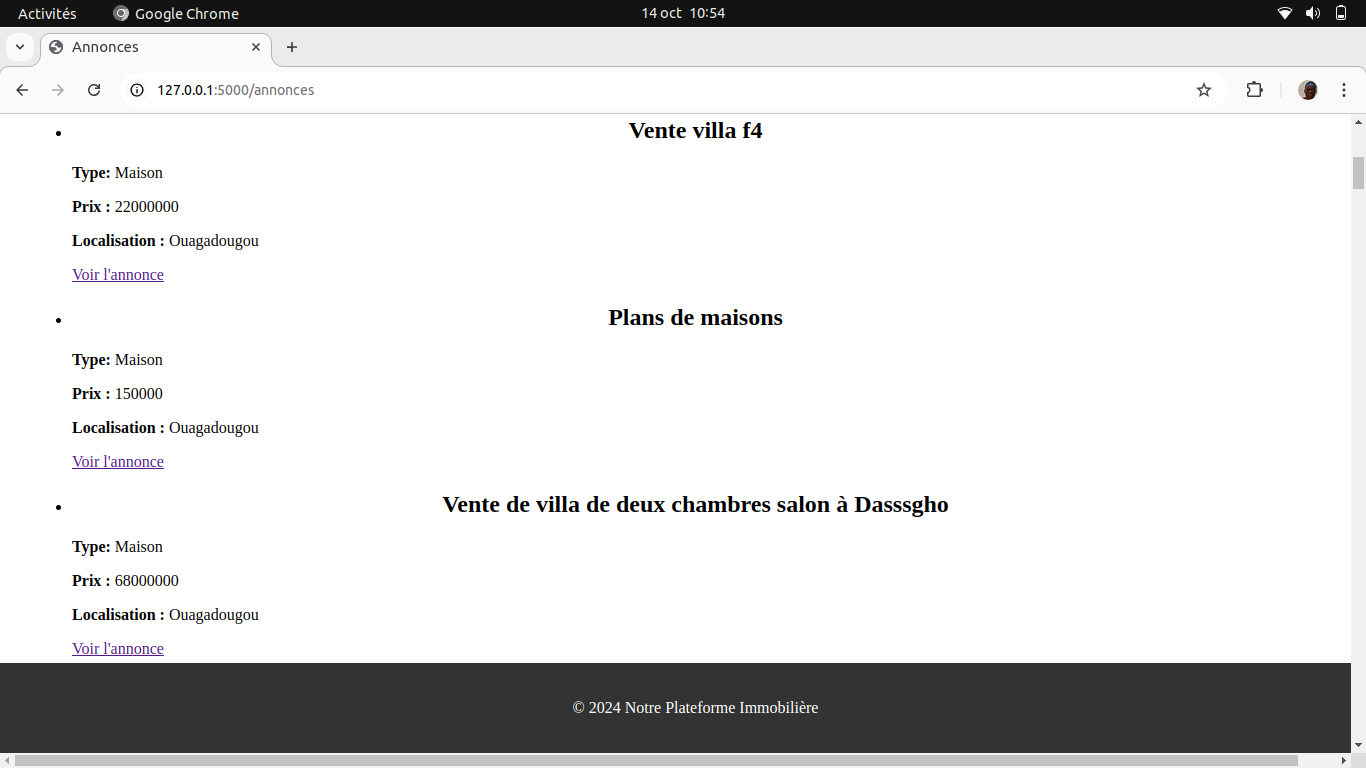 Activités Google Chrome 14 oct 10:54
Annonces
127.0.0.1:5000/annonces
Vente villa f4
Type: Maison
Prix : 22000000
Localisation : Ouagadougou
Voir l'annonce
Plans de maisons
Type: Maison
Prix : 150000
Localisation : Ouagadougou
Voir l'annonce
Vente de villa de deux chambres salon à Dasssgho
Type: Maison
Prix : 68000000
Localisation : Ouagadougou
Voir l'annonce
© 2024 Notre Plateforme Immobilière